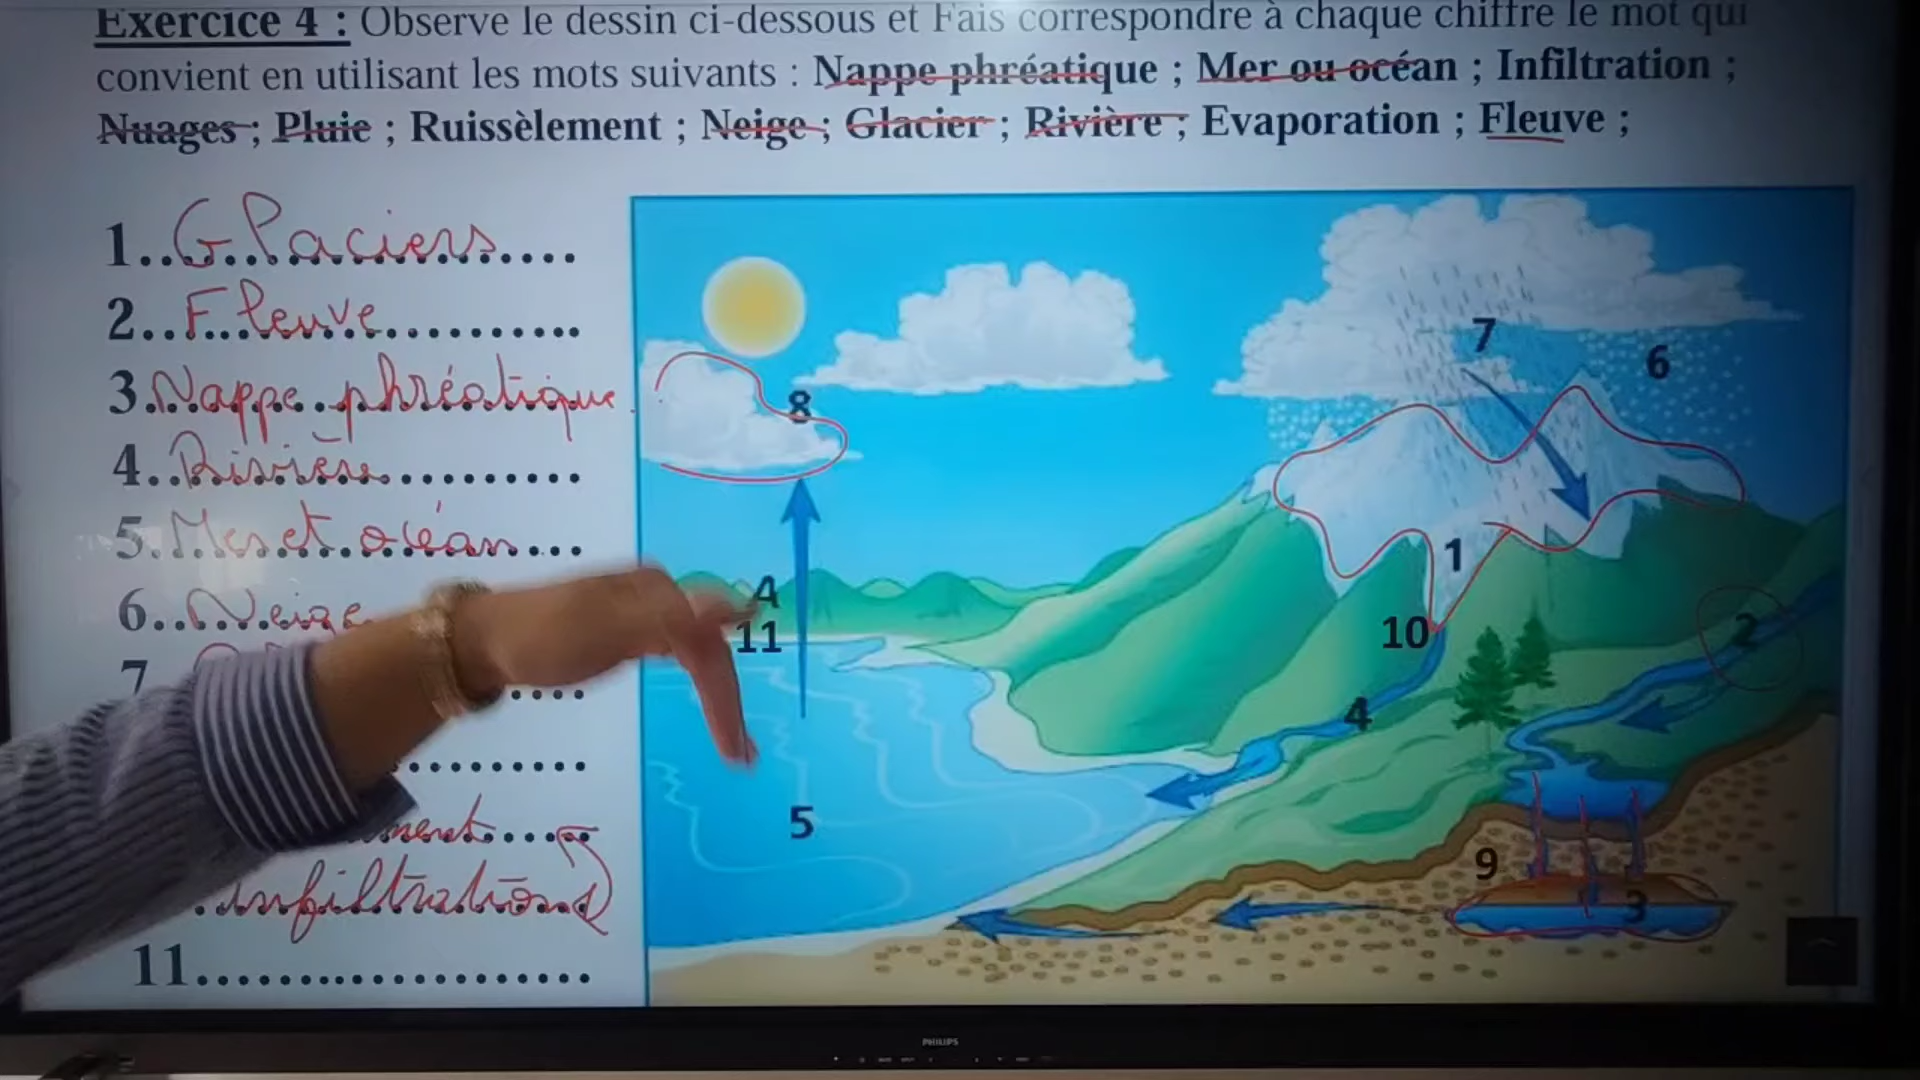 Exercice 4 : Observe le dessin ci-dessous et Fais correspondre à chaque chiffre le mot qui
convient en utilisant les mots suivants : Nappe phréatique ; Mer ou océan ; Infiltration ;
Nuages ; Pluie ; Ruissèlement ; Neige ; Glacier ; Rivière ; Evaporation ; Fleuve ;
1..Glaciers....
2..Fleuve..........
3.Nappe phréatique
4..Rivière.........
5.Mer et océan...
6..Neige
7
.ment....
.infiltration
11....................
8
7
6
1
4
11
10
2
4
5
9
3
PHILIPS